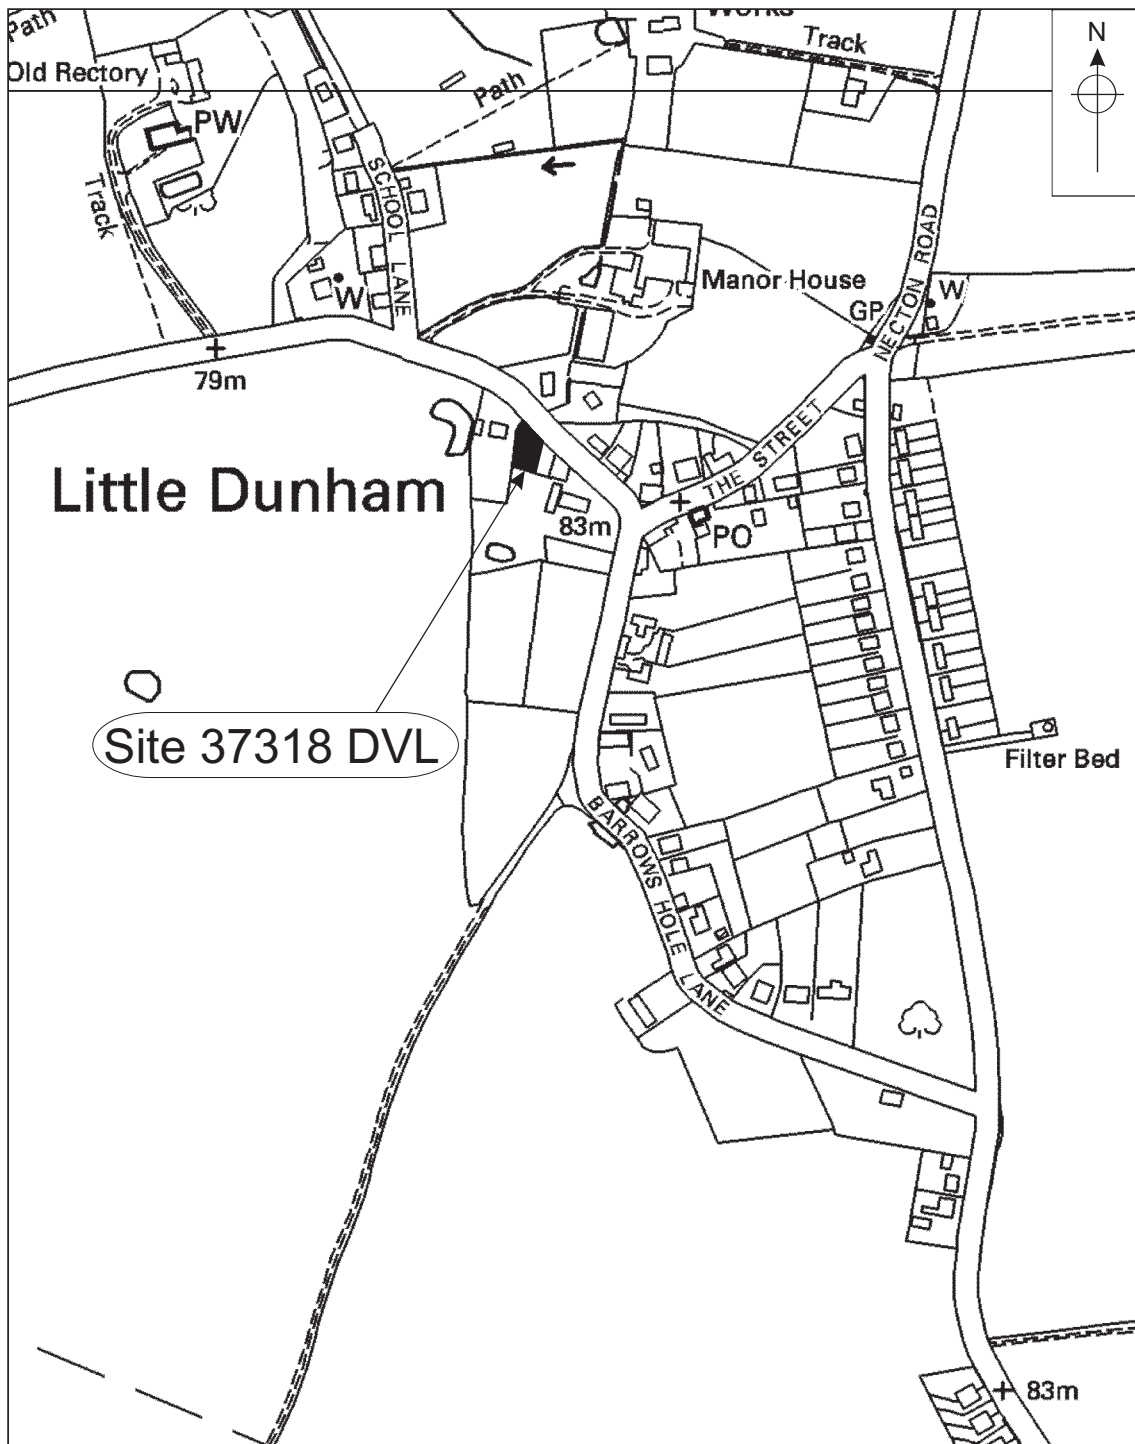 Path
Works
Track
N
Old Rectory
Path
PW
SCHOOL LANE
Track
NECTON ROAD
Manor House
W
W
GP
79m
THE STREET
Little Dunham
83m
PO
Site 37318 DVL
Filter Bed
BARROWS HOLE LANE
83m